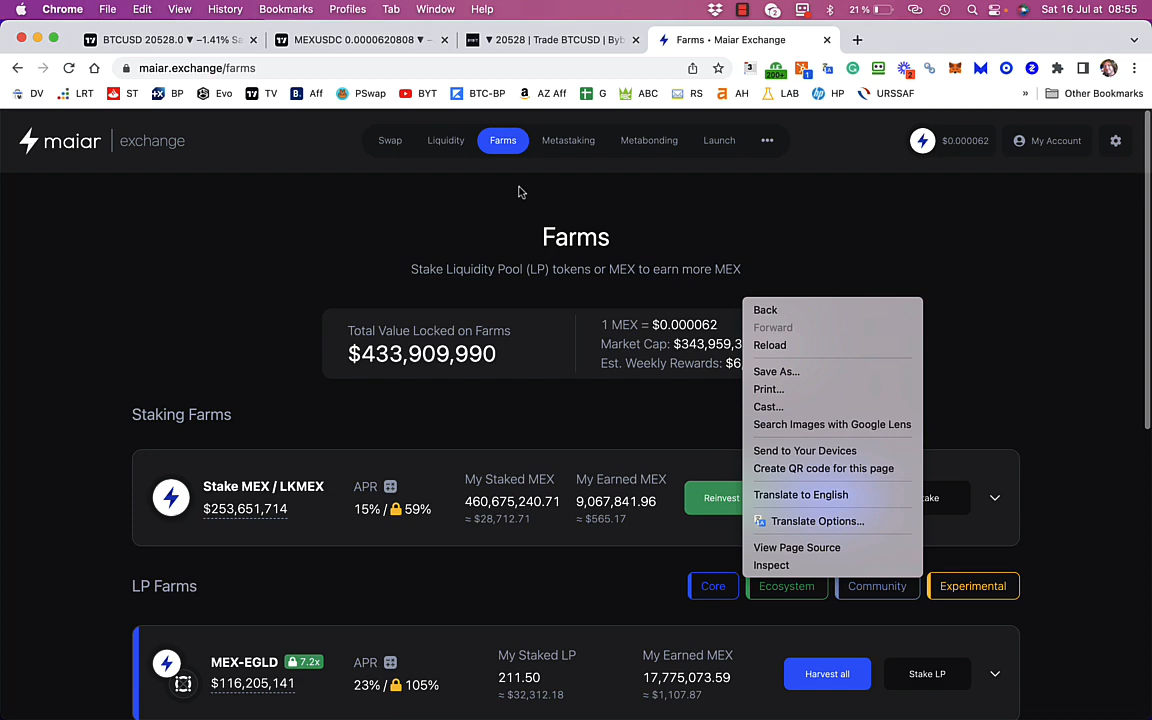 Chrome File Edit View History Bookmarks Profiles Tab Window Help 2 21 % Sat 16 Jul at 08:55
BTCUSD 20528.0 ▼ −1.41% Sa
MEXUSDC 0.0000620808 ▼ −
▼ 20528 | Trade BTCUSD | Byb
Farms • Maiar Exchange
maiar.exchange/farms
200+ 1 2
DV LRT ST BP Evo TV Aff PSwap BYT BTC-BP AZ Aff G ABC RS AH LAB HP URSSAF » Other Bookmarks
maiar | exchange
Swap Liquidity Farms Metastaking Metabonding Launch •••
$0.000062 My Account
Farms
Stake Liquidity Pool (LP) tokens or MEX to earn more MEX
Total Value Locked on Farms
$433,909,990
1 MEX = $0.000062
Market Cap: $343,959,3
Est. Weekly Rewards: $6,
Back
Forward
Reload
Save As...
Print...
Cast...
Search Images with Google Lens
Send to Your Devices
Create QR code for this page
Translate to English
Translate Options...
View Page Source
Inspect
Staking Farms
Stake MEX / LKMEX
$253,651,714
APR
15% / 59%
My Staked MEX
460,675,240.71
≈ $28,712.71
My Earned MEX
9,067,841.96
≈ $565.17
Reinvest
ake
LP Farms
Core Ecosystem Community Experimental
MEX-EGLD 7.2x
$116,205,141
APR
23% / 105%
My Staked LP
211.50
≈ $32,312.18
My Earned MEX
17,775,073.59
≈ $1,107.87
Harvest all
Stake LP